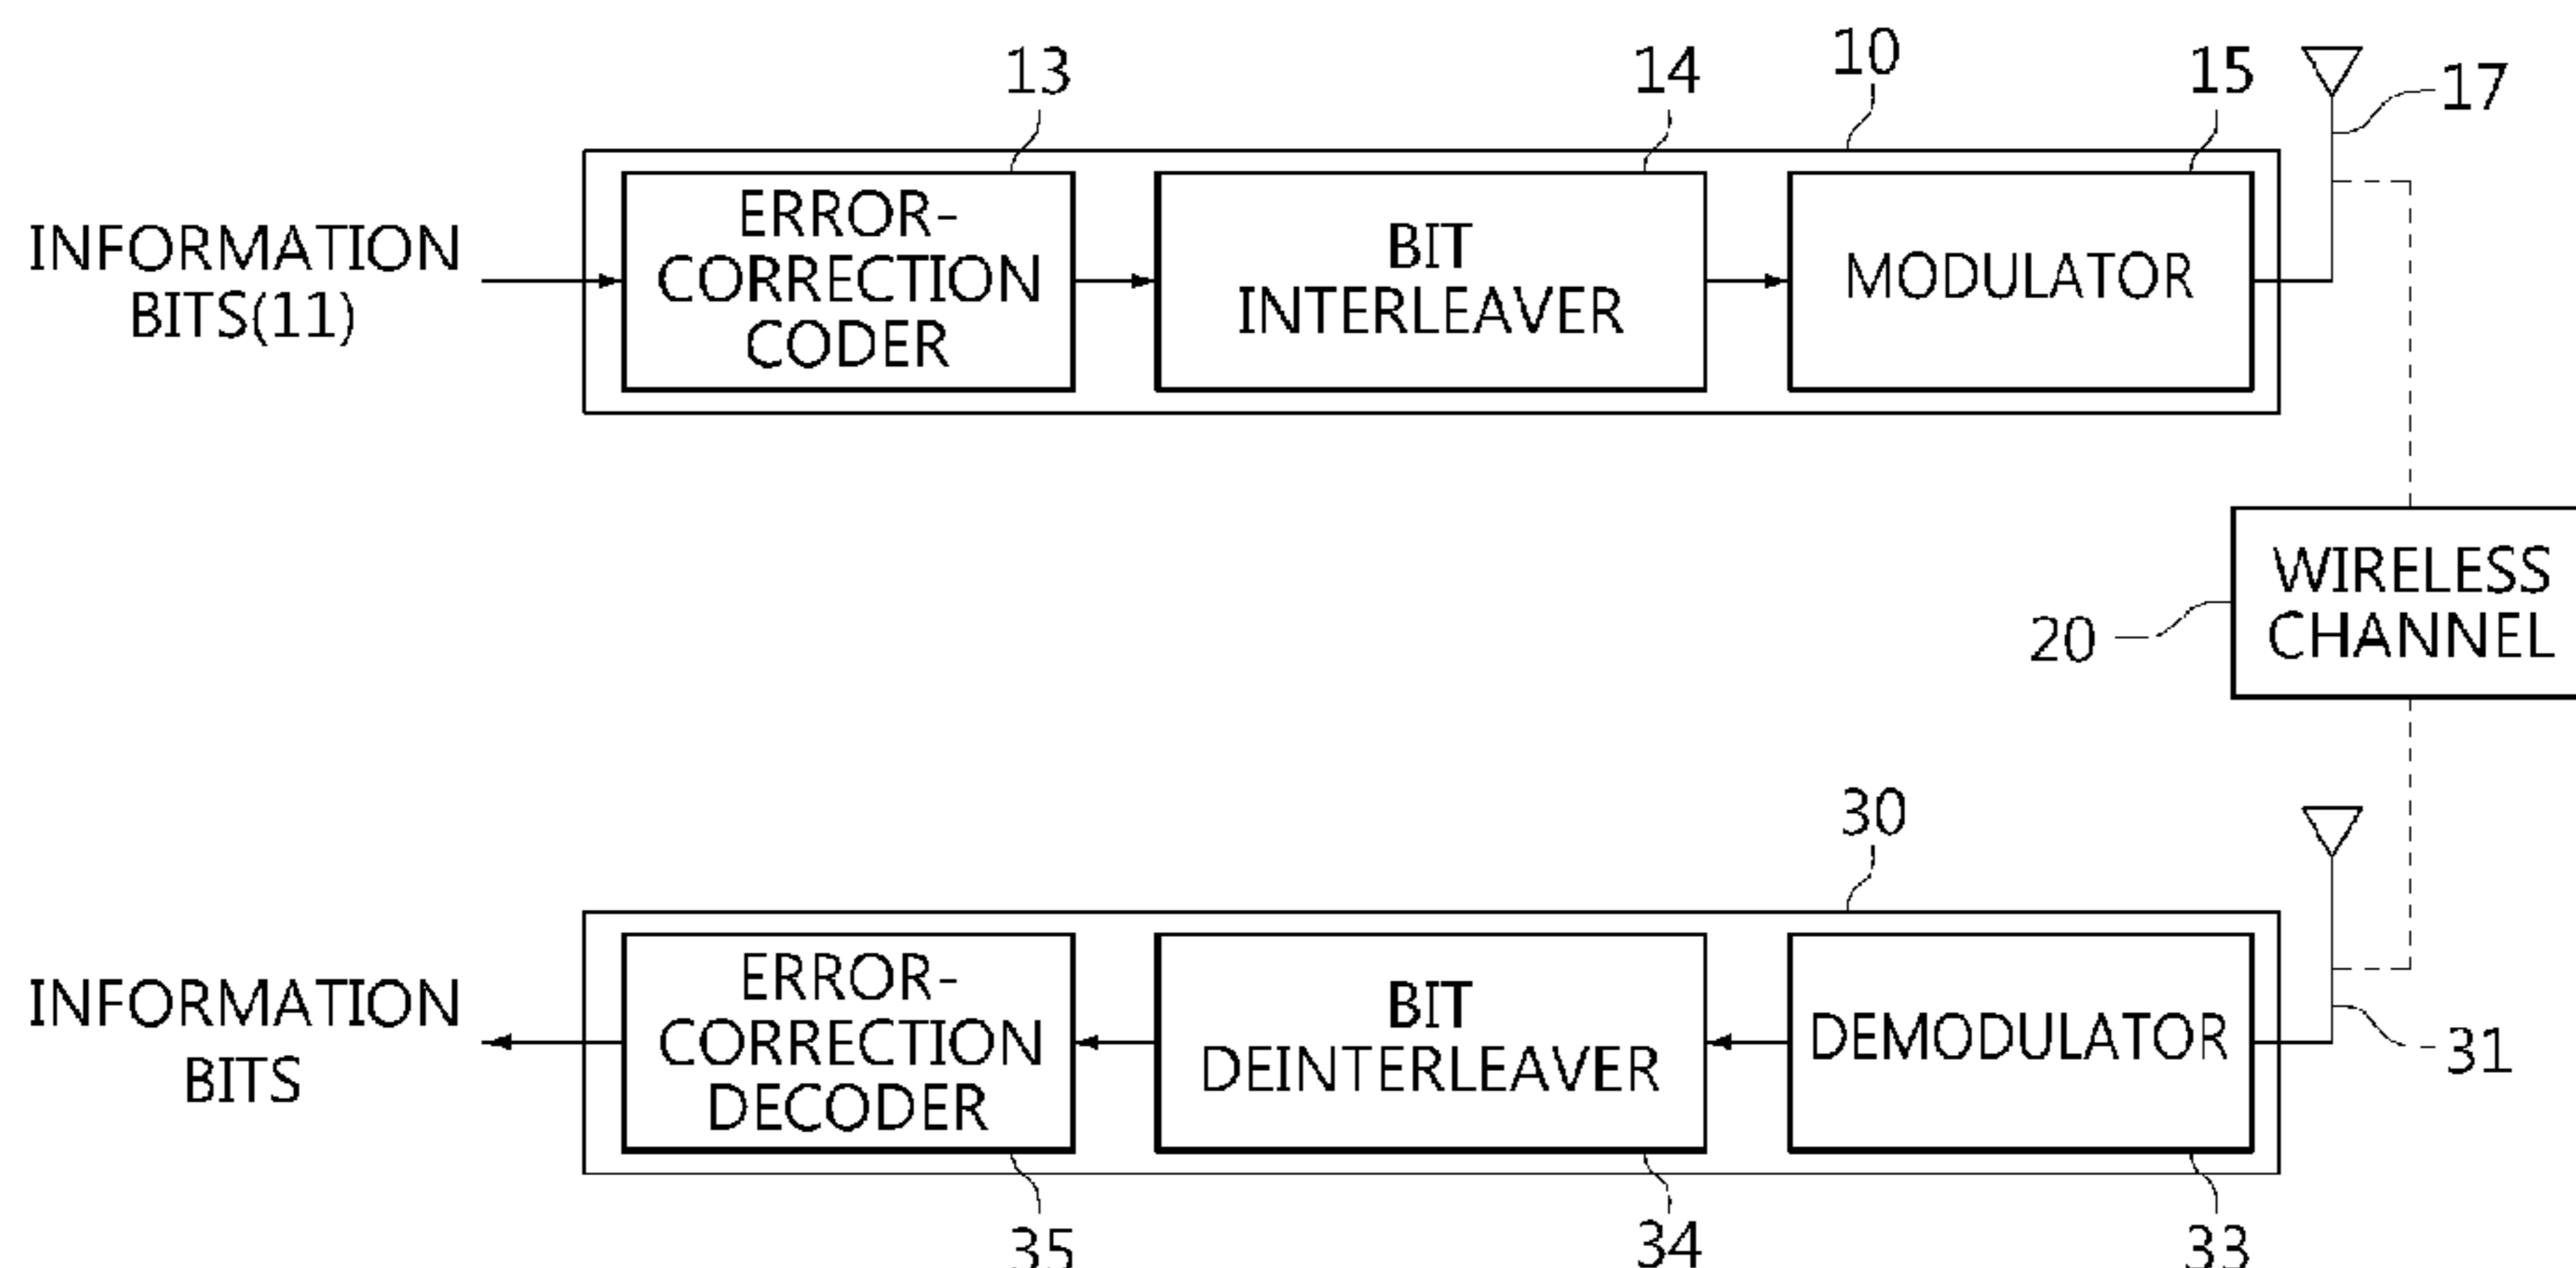 13
14
10
15
17
INFORMATION
BITS(11)
ERROR-
CORRECTION
CODER
BIT
INTERLEAVER
MODULATOR
WIRELESS
CHANNEL
20
30
INFORMATION
BITS
ERROR-
CORRECTION
DECODER
BIT
DEINTERLEAVER
DEMODULATOR
31
35
34
33